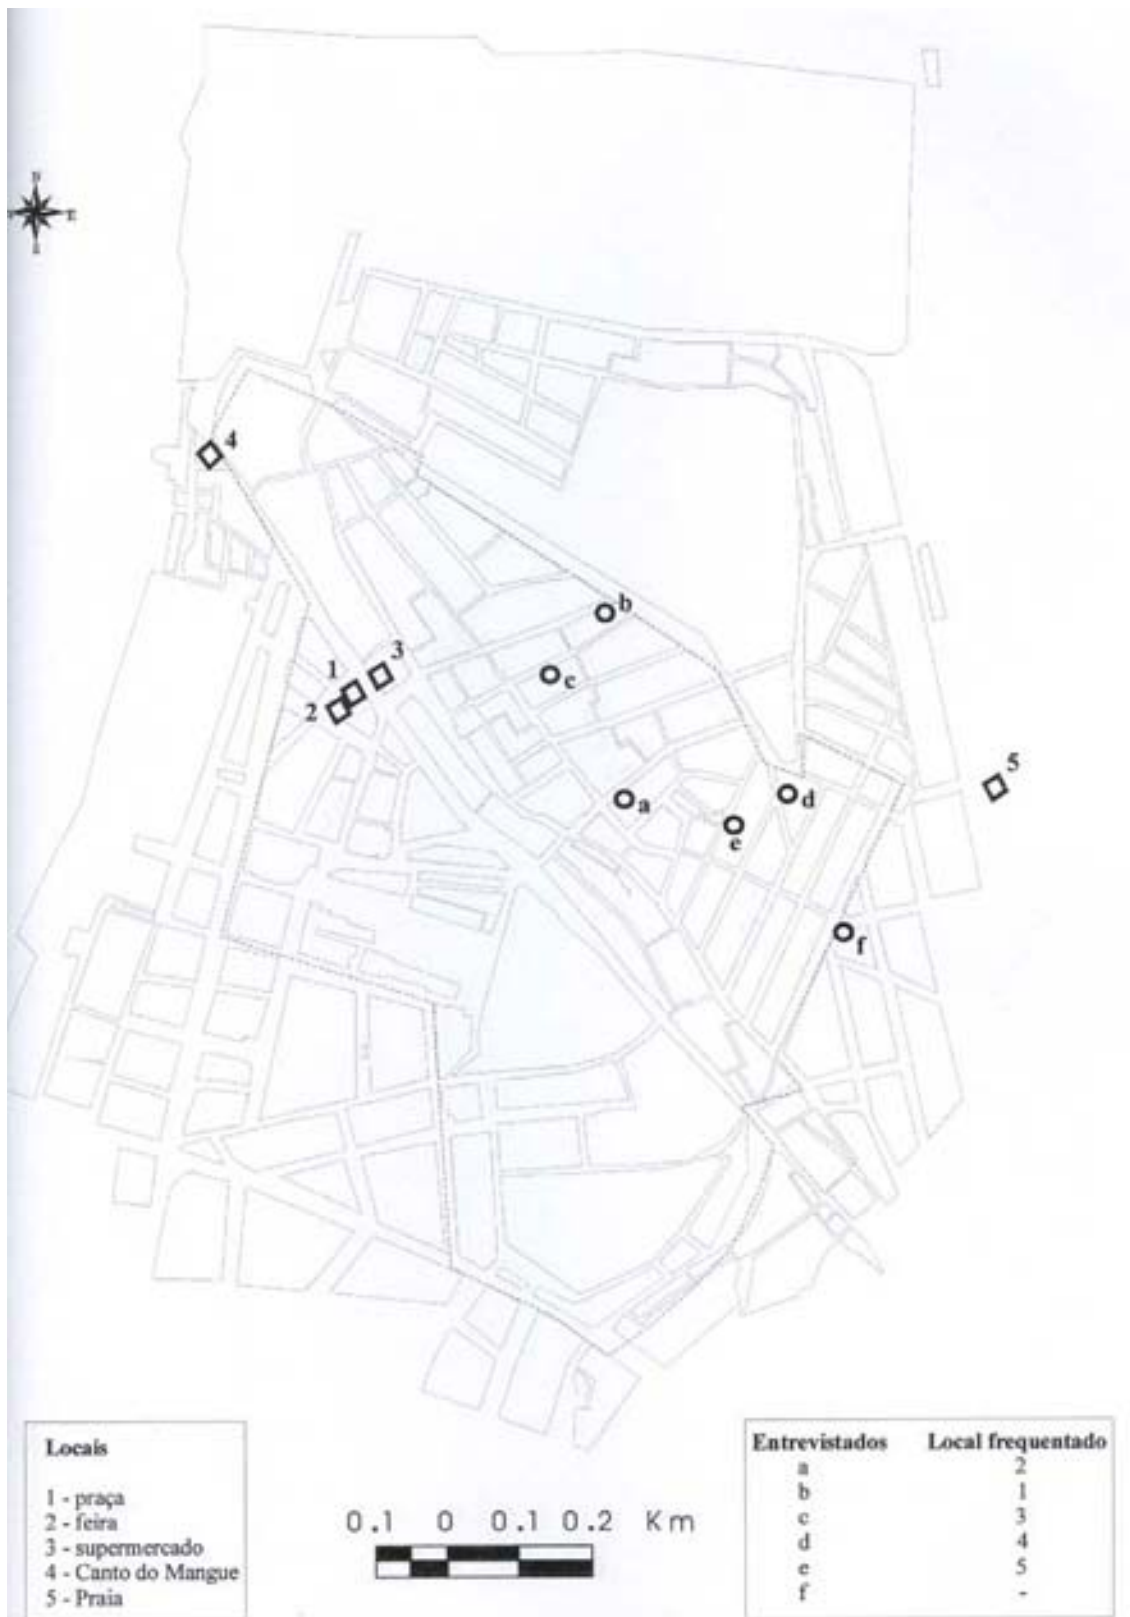 N
E
S
4
b
3
1
c
2
5
a
d
e
f
Locais
1 - praça
2 - feira
3 - supermercado
4 - Canto do Mangue
5 - Praia
0.1 0 0.1 0.2 Km
Entrevistados Local frequentado
a 2
b 1
c 3
d 4
e 5
f -